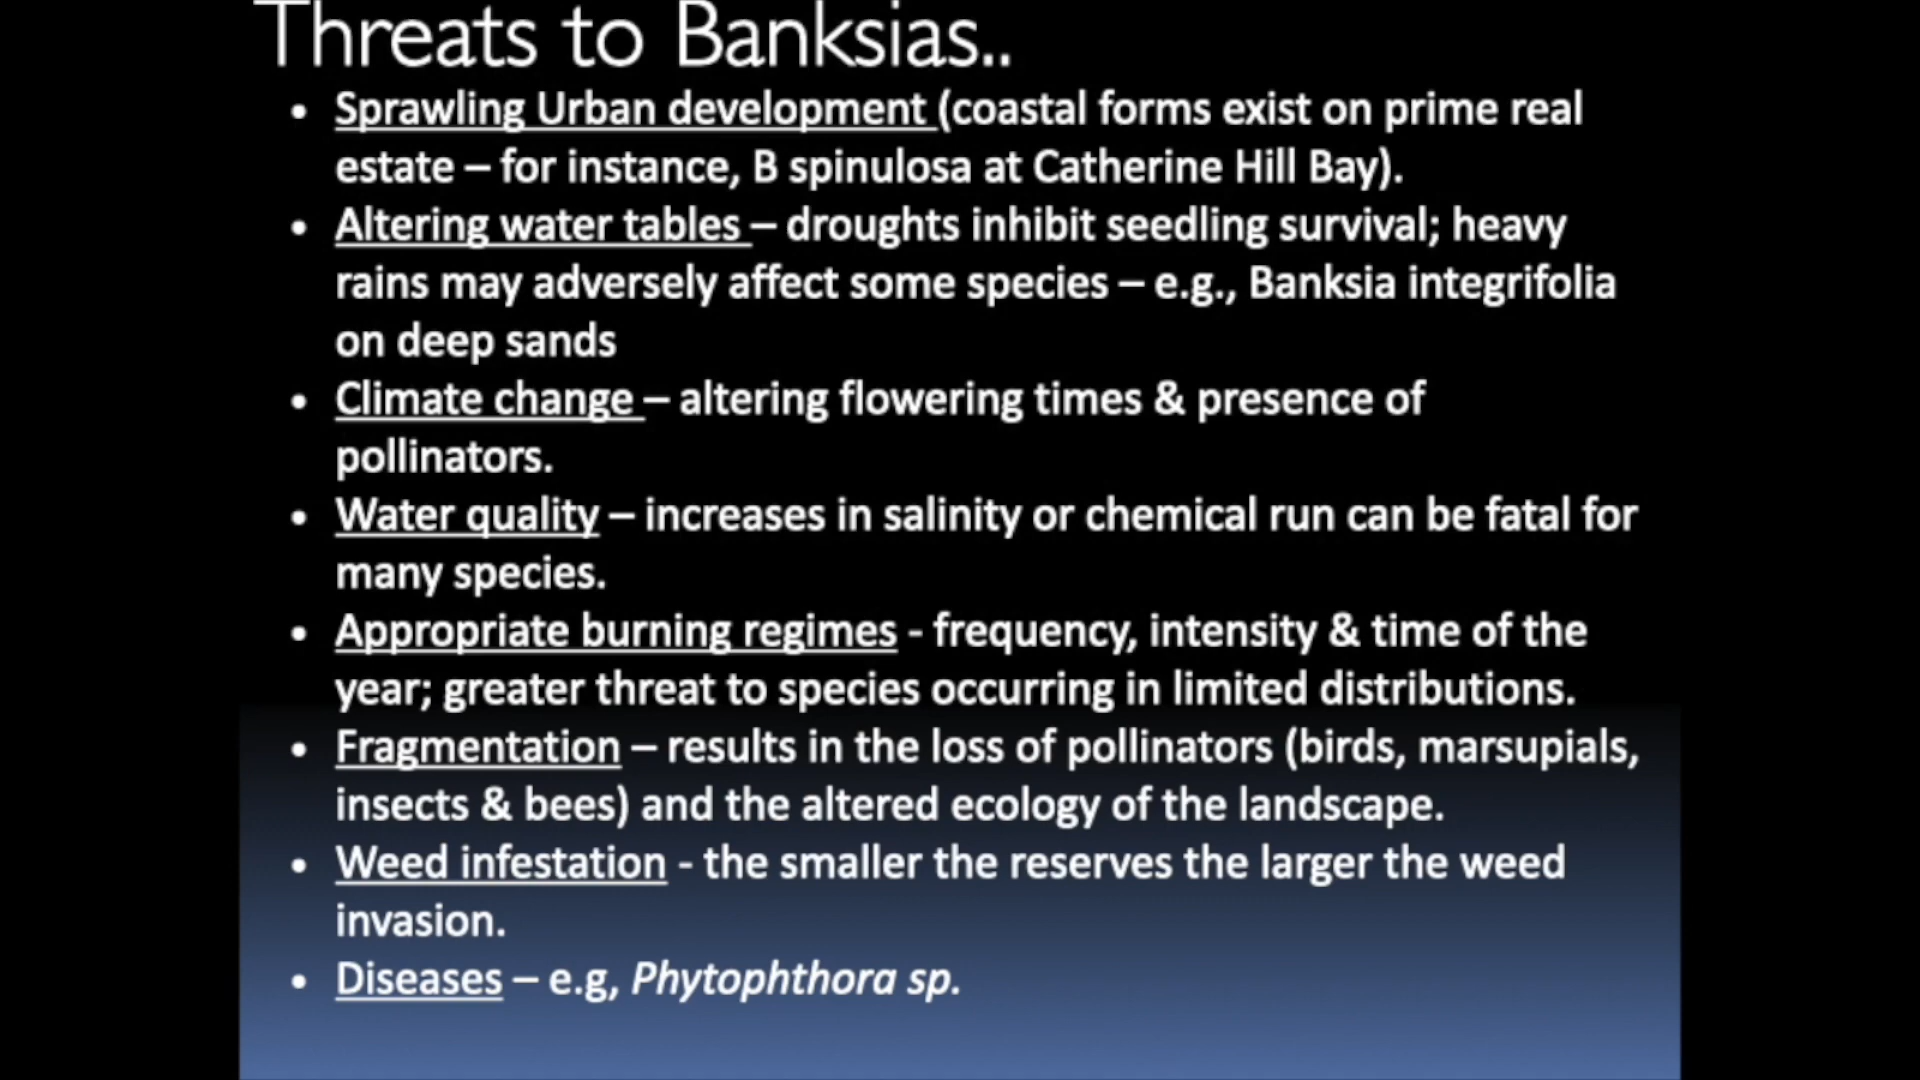 Threats to Banksias..
• Sprawling Urban development (coastal forms exist on prime real
estate – for instance, B spinulosa at Catherine Hill Bay).
• Altering water tables – droughts inhibit seedling survival; heavy
rains may adversely affect some species – e.g., Banksia integrifolia
on deep sands
• Climate change – altering flowering times & presence of
pollinators.
• Water quality – increases in salinity or chemical run can be fatal for
many species.
• Appropriate burning regimes - frequency, intensity & time of the
year; greater threat to species occurring in limited distributions.
• Fragmentation – results in the loss of pollinators (birds, marsupials,
insects & bees) and the altered ecology of the landscape.
• Weed infestation - the smaller the reserves the larger the weed
invasion.
• Diseases – e.g, Phytophthora sp.